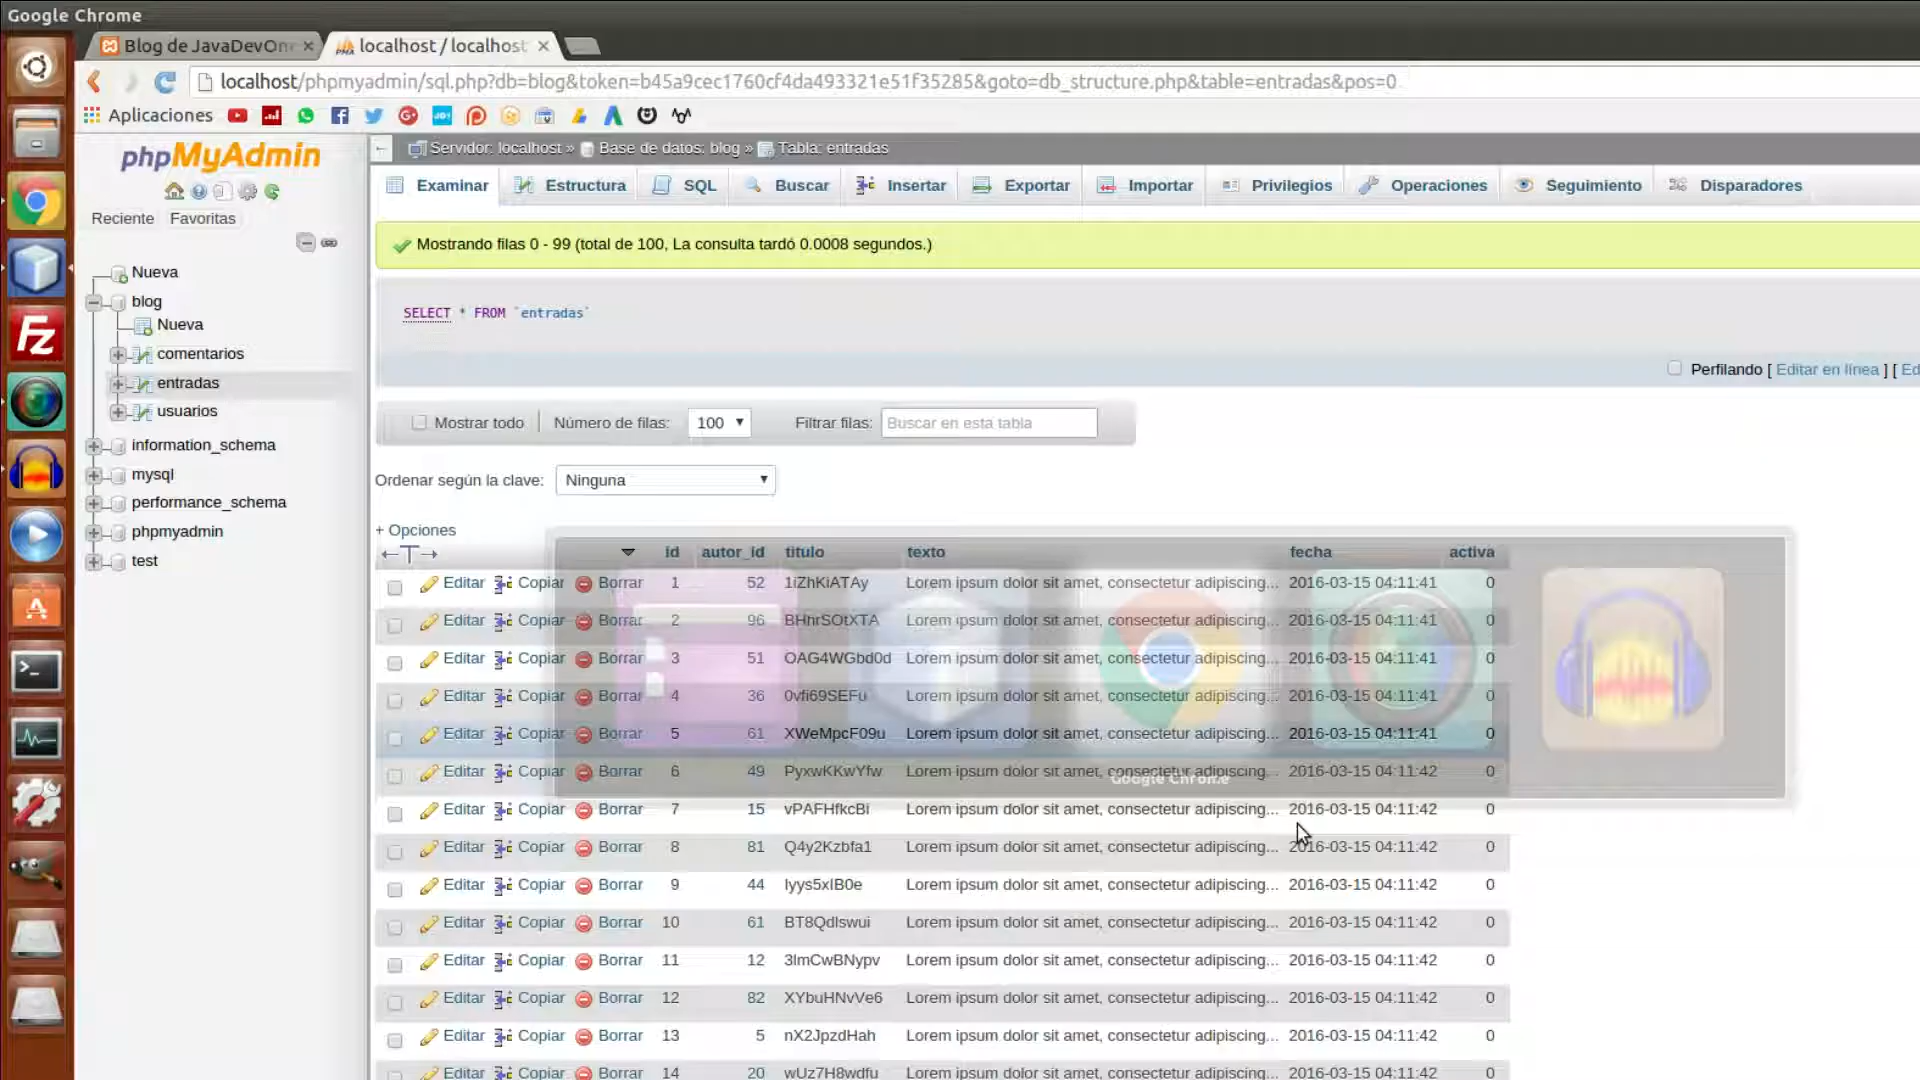 Google Chrome
Blog de JavaDevOne
localhost / localhost
localhost/phpmyadmin/sql.php?db=blog&token=b45a9cec1760cf4da493321e51f35285&goto=db_structure.php&table=entradas&pos=0
Aplicaciones
phpMyAdmin
Reciente Favoritas
Nueva
blog
Nueva
comentarios
entradas
usuarios
information_schema
mysql
performance_schema
phpmyadmin
test
Servidor: localhost » Base de datos: blog » Tabla: entradas
Examinar Estructura SQL Buscar Insertar Exportar Importar Privilegios Operaciones Seguimiento Disparadores
Mostrando filas 0 - 99 (total de 100, La consulta tardó 0.0008 segundos.)
SELECT * FROM `entradas`
Perfilando [ Editar en línea ] [ Ed
Mostrar todo Número de filas: 100 Filtrar filas: Buscar en esta tabla
Ordenar según la clave: Ninguna
+ Opciones
id autor_id titulo texto fecha activa
Editar Copiar Borrar 1 52 1iZhKiATAy Lorem ipsum dolor sit amet, consectetur adipiscing... 2016-03-15 04:11:41 0
Editar Copiar Borrar 2 96 BHhrSOtXTA Lorem ipsum dolor sit amet, consectetur adipiscing... 2016-03-15 04:11:41 0
Editar Copiar Borrar 3 51 OAG4WGbd0d Lorem ipsum dolor sit amet, consectetur adipiscing... 2016-03-15 04:11:41 0
Editar Copiar Borrar 4 36 0vfi69SEFu Lorem ipsum dolor sit amet, consectetur adipiscing... 2016-03-15 04:11:41 0
Editar Copiar Borrar 5 61 XWeMpcF09u Lorem ipsum dolor sit amet, consectetur adipiscing... 2016-03-15 04:11:41 0
Editar Copiar Borrar 6 49 PyxwKKwYfw Lorem ipsum dolor sit amet, consectetur adipiscing... 2016-03-15 04:11:42 0
Google Chrome
Editar Copiar Borrar 7 15 vPAFHfkcBi Lorem ipsum dolor sit amet, consectetur adipiscing... 2016-03-15 04:11:42 0
Editar Copiar Borrar 8 81 Q4y2Kzbfa1 Lorem ipsum dolor sit amet, consectetur adipiscing... 2016-03-15 04:11:42 0
Editar Copiar Borrar 9 44 Iyys5xIB0e Lorem ipsum dolor sit amet, consectetur adipiscing... 2016-03-15 04:11:42 0
Editar Copiar Borrar 10 61 BT8Qdlswui Lorem ipsum dolor sit amet, consectetur adipiscing... 2016-03-15 04:11:42 0
Editar Copiar Borrar 11 12 3lmCwBNypv Lorem ipsum dolor sit amet, consectetur adipiscing... 2016-03-15 04:11:42 0
Editar Copiar Borrar 12 82 XYbuHNvVe6 Lorem ipsum dolor sit amet, consectetur adipiscing... 2016-03-15 04:11:42 0
Editar Copiar Borrar 13 5 nX2JpzdHah Lorem ipsum dolor sit amet, consectetur adipiscing... 2016-03-15 04:11:42 0
Editar Copiar Borrar 14 20 wUz7H8wdfu Lorem ipsum dolor sit amet, consectetur adipiscing... 2016-03-15 04:11:42 0